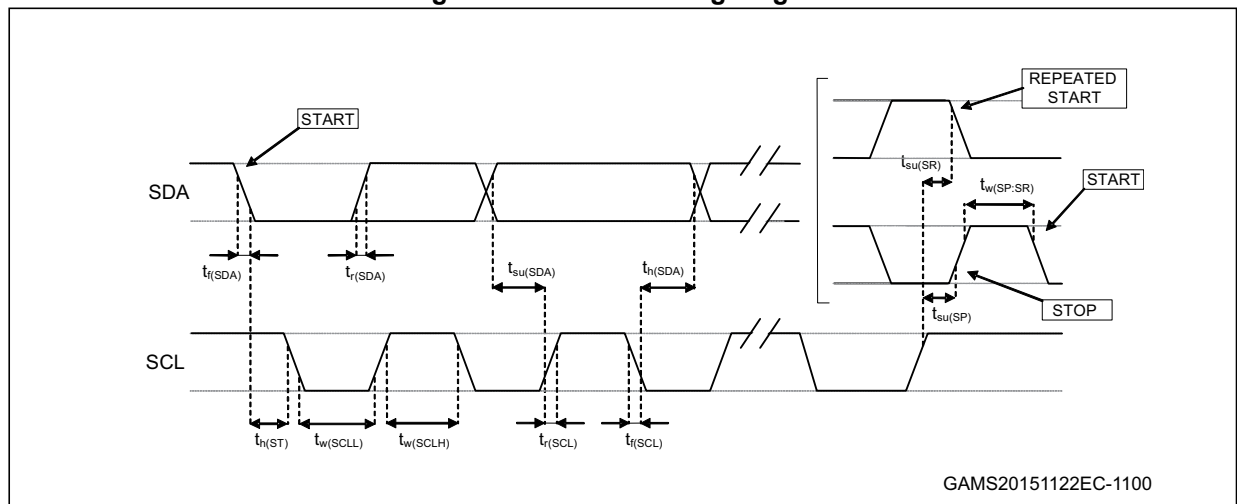 START
REPEATED
START
SDA
tsu(SR)
tw(SP:SR)
START
tf(SDA)
tr(SDA)
tsu(SDA)
th(SDA)
tsu(SP)
STOP
SCL
th(ST)
tw(SCLL)
tw(SCLH)
tr(SCL)
tf(SCL)
GAMS20151122EC-1100